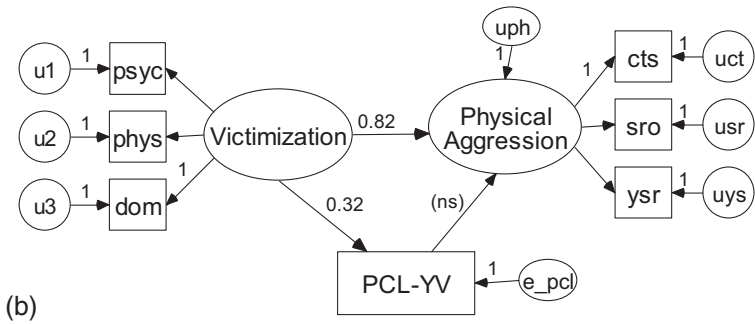 uph
u1 1 psyc
1
1 cts 1 uct
u2 1 phys
Victimization
0.82
Physical
Aggression
sro 1 usr
1
u3 1 dom
0.32
(ns)
ysr 1 uys
PCL-YV
1 e_pcl
(b)